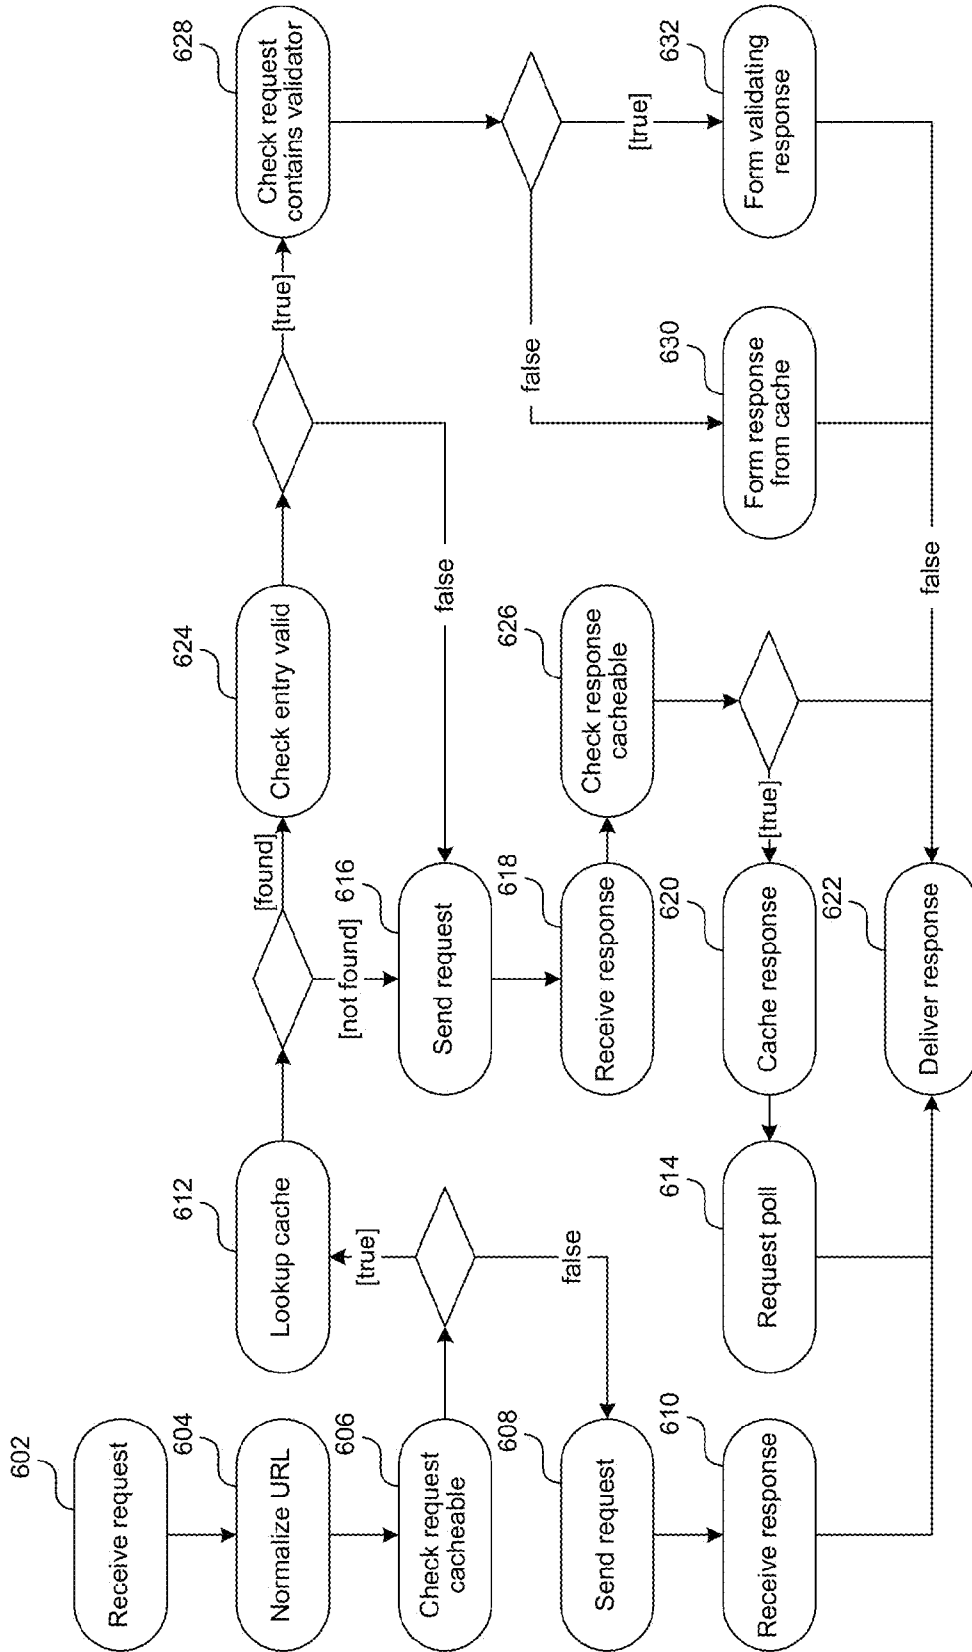 602
Receive request
604
Normalize URL
606
Check request
cacheable
[true]
false
608
Send request
610
Receive response
612
Lookup cache
[found]
[not found]
614
Request poll
616
Send request
618
Receive response
620
Cache response
622
Deliver response
624
Check entry valid
[true]
false
626
Check response
cacheable
[true]
false
628
Check request
contains validator
false
[true]
630
Form response
from cache
632
Form validating
response